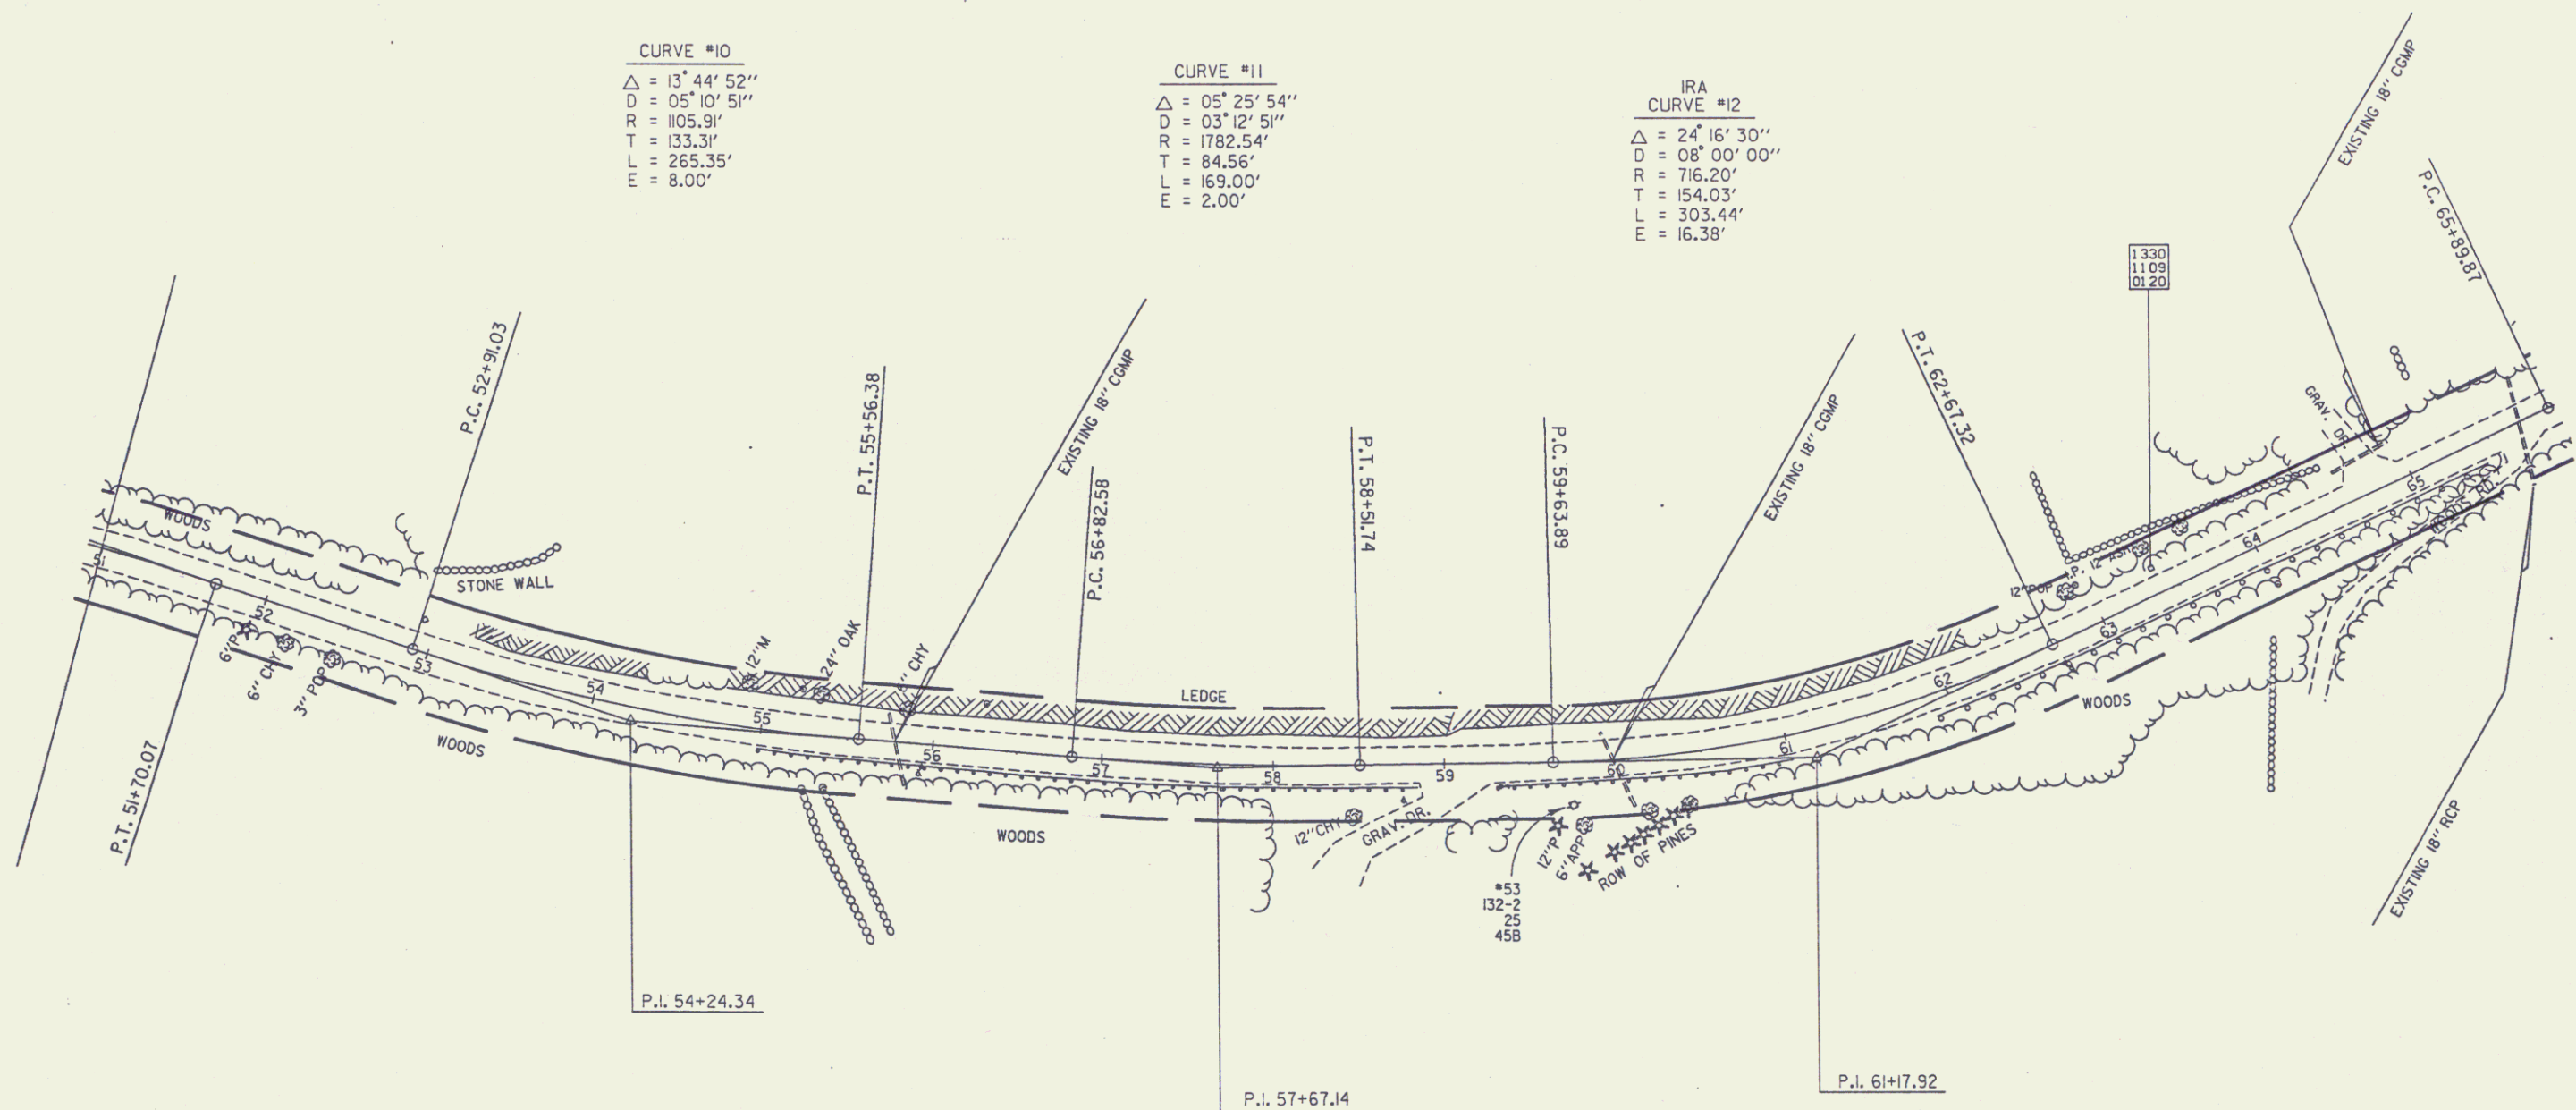 CURVE #10
△ = 13° 44' 52"
D = 05° 10' 51"
R = 1105.91'
T = 133.31'
L = 265.35'
E = 8.00'
CURVE #11
△ = 05° 25' 54"
D = 03° 12' 51"
R = 1782.54'
T = 84.56'
L = 169.00'
E = 2.00'
IRA
CURVE #12
△ = 24° 16' 30"
D = 08° 00' 00"
R = 716.20'
T = 154.03'
L = 303.44'
E = 16.38'
EXISTING 18" CGMP
P.C. 65+89.87
1330
1109
0120
P.C. 52+91.03
P.T. 55+56.38
EXISTING 18" CGMP
P.C. 56+82.58
P.T. 58+51.74
P.C. 59+63.89
EXISTING 18" CGMP
P.T. 62+67.32
GRAV. DR.
WOODS
STONE WALL
51
52
53
54
55
56
57
58
59
60
61
62
63
64
65
6"P
6" CHY
3" POP
12"M
24" OAK
" CHY
LEDGE
12" POP
P. 12" ASH
WOODS RD.
WOODS
WOODS
WOODS
12"CHY
GRAV. DR.
12"P
6"APP
ROW OF PINES
#53
132-2
25
45B
P.T. 51+70.07
P.I. 54+24.34
P.I. 57+67.14
P.I. 61+17.92
EXISTING 18" RCP